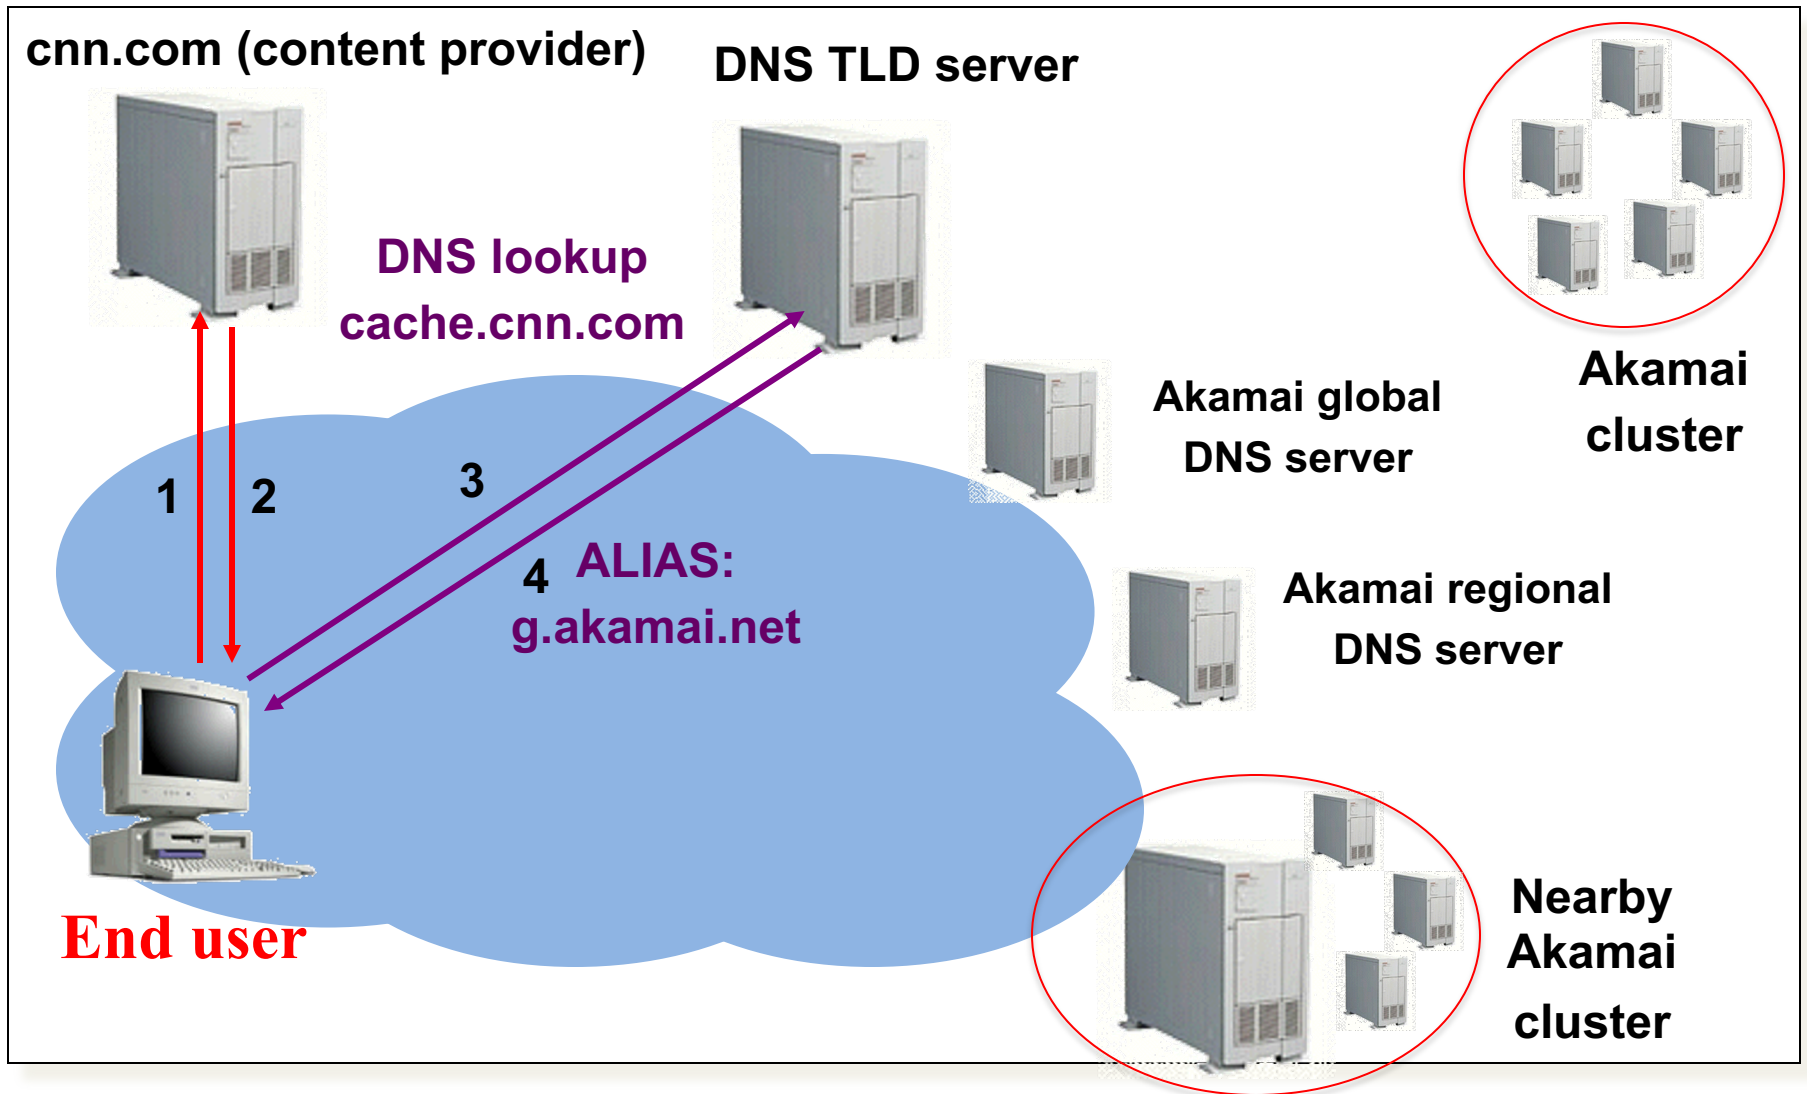 cnn.com (content provider)
DNS TLD server
DNS lookup
cache.cnn.com
Akamai
cluster
Akamai global
DNS server
1
2
3
4
ALIAS:
g.akamai.net
Akamai regional
DNS server
End user
Nearby
Akamai
cluster